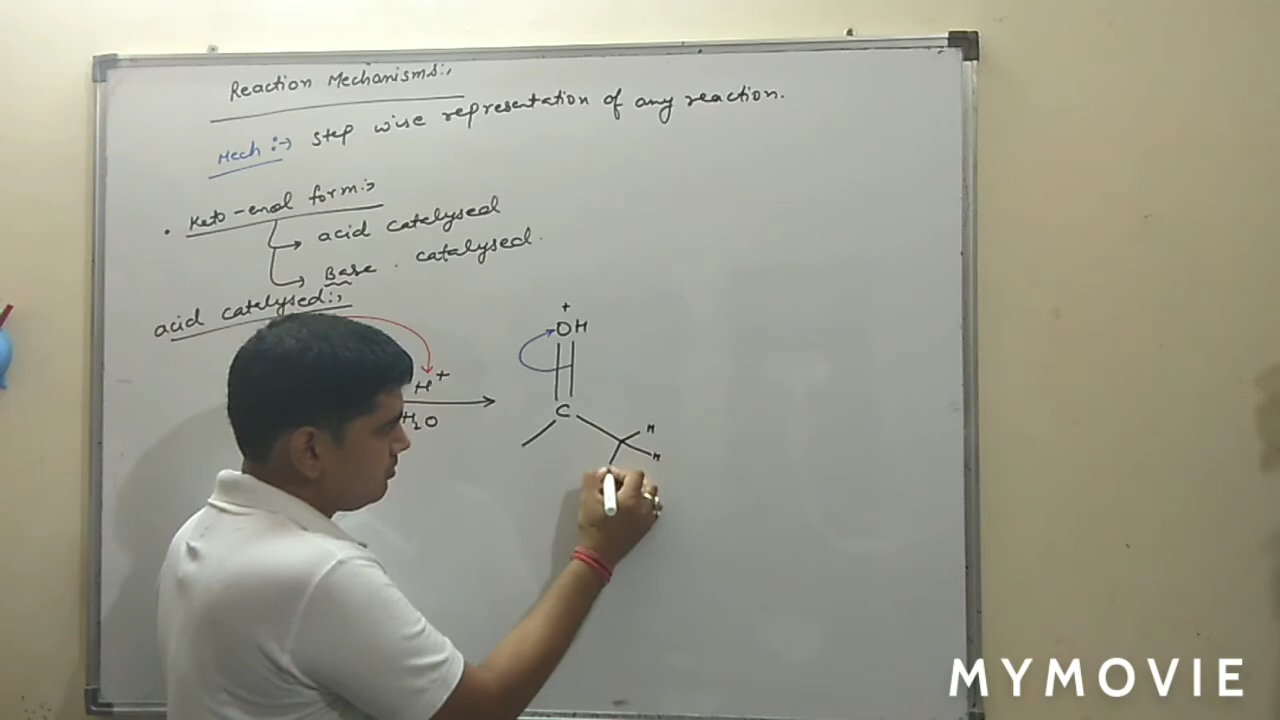 Reaction Mechanisms:,
Mech :→ Step wise representation of any reaction.
• Keto-enol form:>
→ acid catalysed
→ Base. catalysed.
acid catalysed:,
+
OH
H+
H2O
C
H
H
MYMOVIE